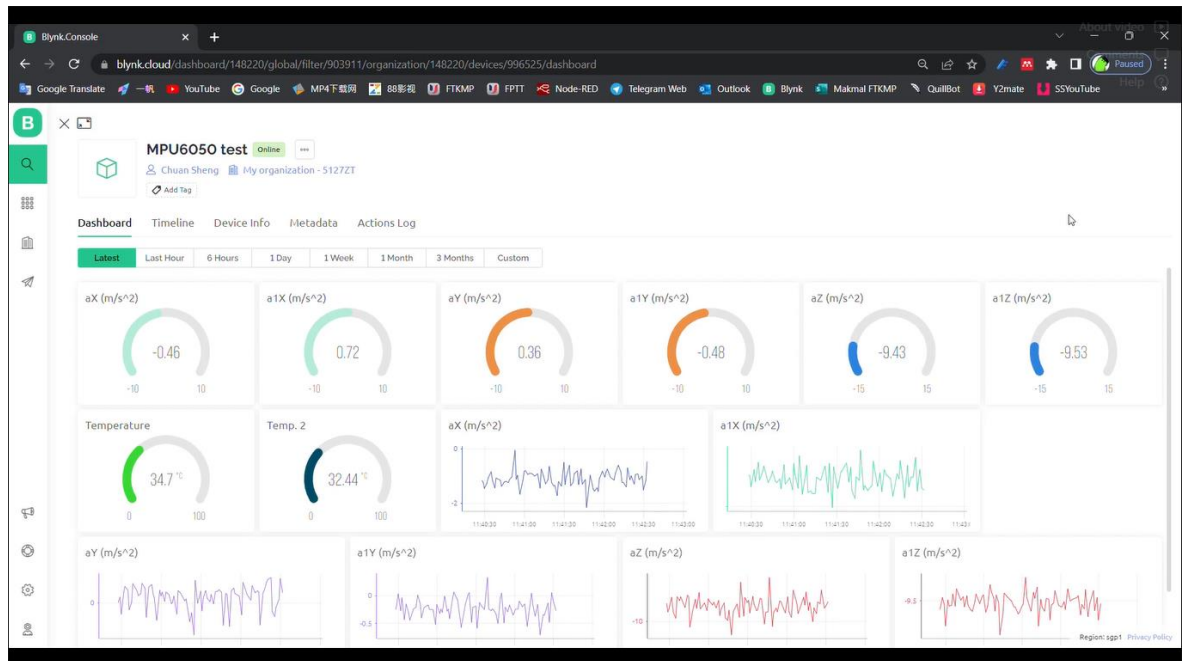 About video
B Blynk.Console
blynk.cloud/dashboard/148220/global/filter/903911/organization/148220/devices/996525/dashboard
Paused
Comments
Help
Google Translate 一帆 YouTube Google MP4下载网 88影视 FTKMP FPTT Node-RED Telegram Web Outlook Blynk Makmal FTKMP QuillBot Y2mate SSYouTube »
B
MPU6050 test Online
Chuan Sheng My organization - 5127ZT
Add Tag
Dashboard Timeline Device Info Metadata Actions Log
Latest Last Hour 6 Hours 1 Day 1 Week 1 Month 3 Months Custom
aX (m/s^2) a1X (m/s^2) aY (m/s^2) a1Y (m/s^2) aZ (m/s^2) a1Z (m/s^2)
-0.46 0.72 0.36 -0.48 -9.43 -9.53
-10 10 -10 10 -10 10 -10 10 -15 15 -15 15
Temperature Temp. 2 aX (m/s^2) a1X (m/s^2)
0
34.7 °C 32.44 °C
-2
0 100 0 100
11:40:30 11:41:00 11:41:30 11:42:00 11:42:30 11:43:00 11:40:30 11:41:00 11:41:30 11:42:00 11:42:30 11:43:
aY (m/s^2) a1Y (m/s^2) aZ (m/s^2) a1Z (m/s^2)
0 0 -9.5
-0.5 -10
Region: sgp1 Privacy Policy